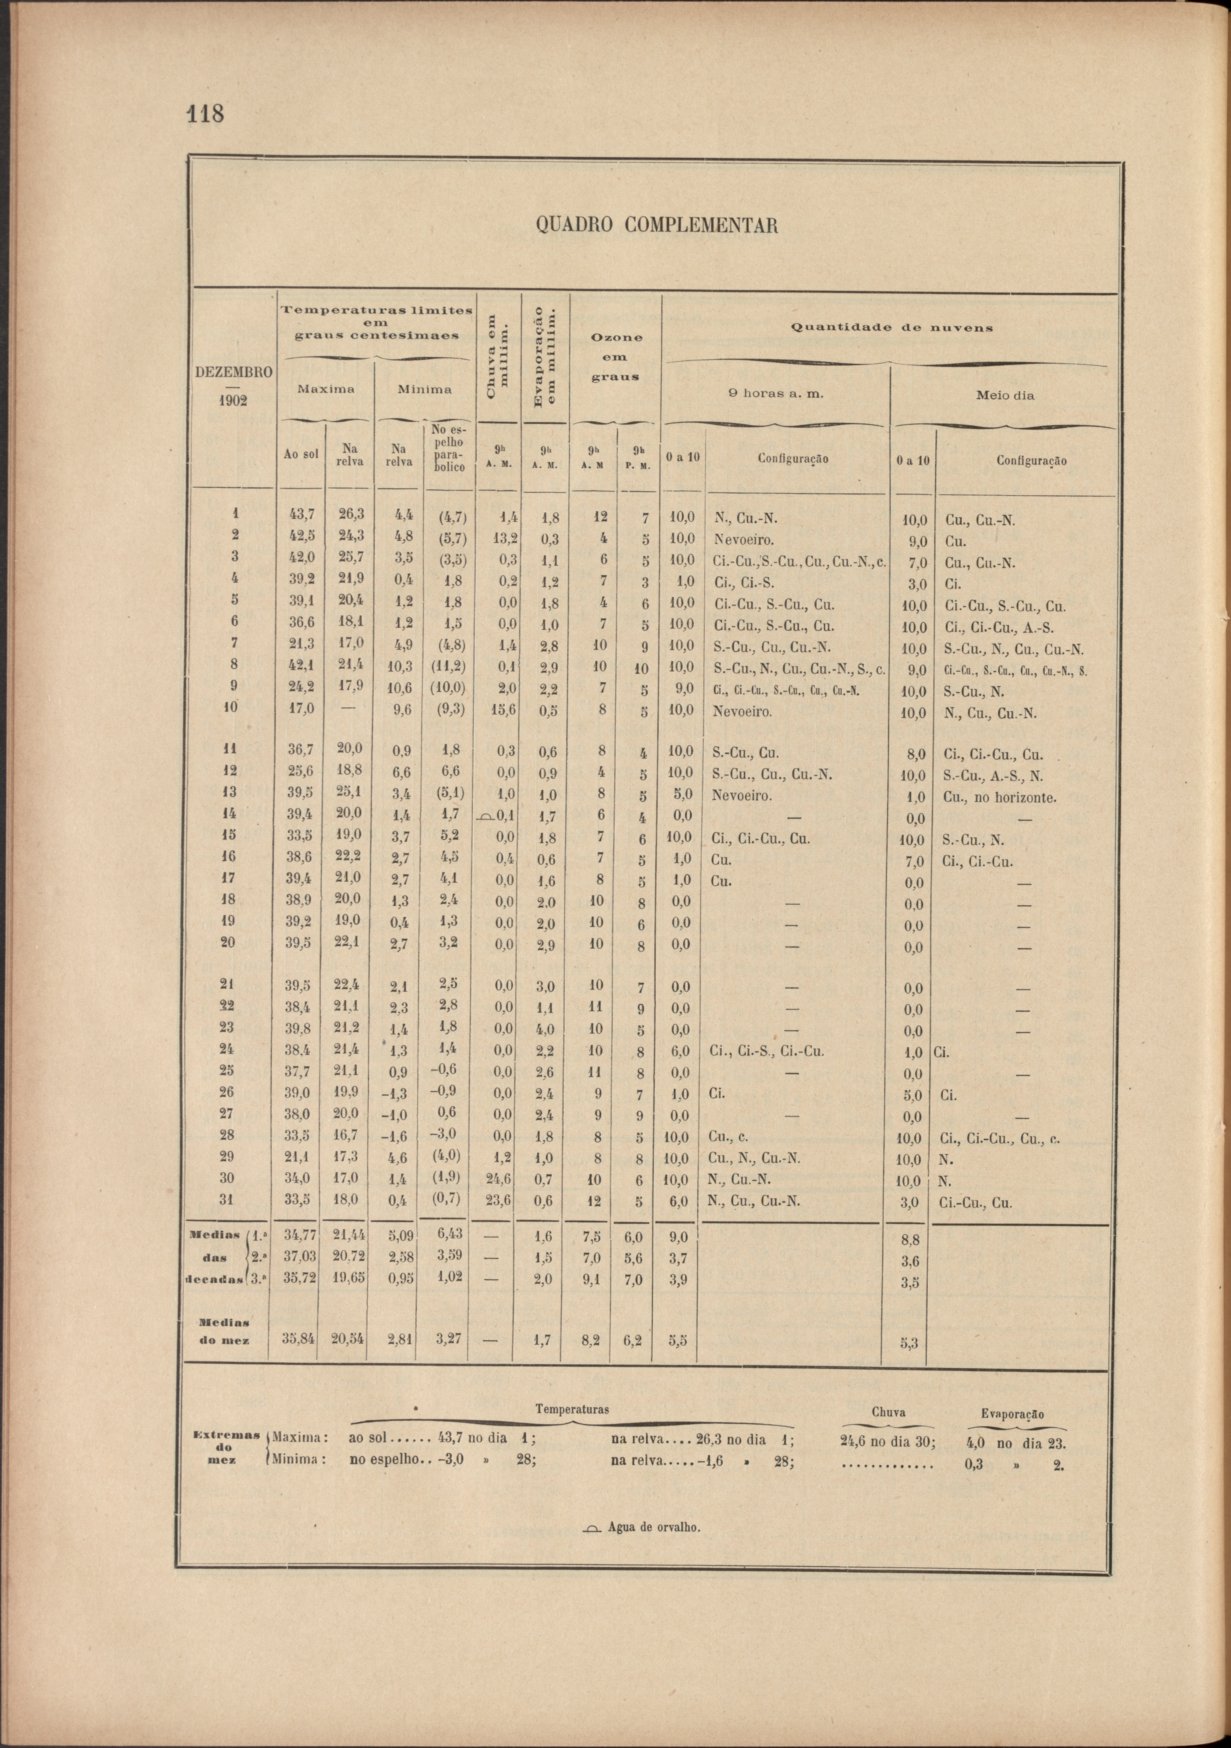 118
QUADRO COMPLEMENTAR
DEZEMBRO
—
1902
Temperaturas limites
em
graus centesimaes
Chuva em millim.
Evaporação em millim.
Ozone
em
graus
Quantidade de nuvens
Maxima
Minima
9 horas a. m.
Meio dia
Ao sol
Na relva
Na relva
No espelho para-bolico
9h A. M.
9h A. M.
9h A. M
9h P. M.
0 a 10
Configuração
0 a 10
Configuração
1 43,7 26,3 4,4 (4,7) 1,4 1,8 12 7 10,0 N., Cu.-N. 10,0 Cu., Cu.-N.
2 42,5 24,3 4,8 (5,7) 13,2 0,3 4 5 10,0 Nevoeiro. 9,0 Cu.
3 42,0 25,7 3,5 (3,5) 0,3 1,1 6 5 10,0 Ci.-Cu., S.-Cu., Cu., Cu.-N., c. 7,0 Cu., Cu.-N.
4 39,2 21,9 0,4 1,8 0,2 1,2 7 3 1,0 Ci., Ci.-S. 3,0 Ci.
5 39,1 20,4 1,2 1,8 0,0 1,8 4 6 10,0 Ci.-Cu., S.-Cu., Cu. 10,0 Ci.-Cu., S.-Cu., Cu.
6 36,6 18,1 1,2 1,5 0,0 1,0 7 5 10,0 Ci.-Cu., S.-Cu., Cu. 10,0 Ci., Ci.-Cu., A.-S.
7 21,3 17,0 4,9 (4,8) 1,4 2,8 10 9 10,0 S.-Cu., Cu., Cu.-N. 10,0 S.-Cu., N., Cu., Cu.-N.
8 42,1 21,4 10,3 (11,2) 0,1 2,9 10 10 10,0 S.-Cu., N., Cu., Cu.-N., S., c. 9,0 Ci.-Cu., S.-Cu., Cu., Cu.-N., S.
9 24,2 17,9 10,6 (10,0) 2,0 2,2 7 5 9,0 Ci., Ci.-Cu., S.-Cu., Cu., Cu.-N. 10,0 S.-Cu., N.
10 17,0 — 9,6 (9,3) 15,6 0,5 8 5 10,0 Nevoeiro. 10,0 N., Cu., Cu.-N.
11 36,7 20,0 0,9 1,8 0,3 0,6 8 4 10,0 S.-Cu., Cu. 8,0 Ci., Ci.-Cu., Cu.
12 25,6 18,8 6,6 6,6 0,0 0,9 4 5 10,0 S.-Cu., Cu., Cu.-N. 10,0 S.-Cu., A.-S., N.
13 39,5 25,1 3,4 (5,1) 1,0 1,0 8 5 5,0 Nevoeiro. 1,0 Cu., no horizonte.
14 39,4 20,0 1,4 1,7 ⌓0,1 1,7 6 4 0,0 — 0,0 —
15 33,5 19,0 3,7 5,2 0,0 1,8 7 6 10,0 Ci., Ci.-Cu., Cu. 10,0 S.-Cu., N.
16 38,6 22,2 2,7 4,5 0,4 0,6 7 5 1,0 Cu. 7,0 Ci., Ci.-Cu.
17 39,4 21,0 2,7 4,1 0,0 1,6 8 5 1,0 Cu. 0,0 —
18 38,9 20,0 1,3 2,4 0,0 2,0 10 8 0,0 — 0,0 —
19 39,2 19,0 0,4 1,3 0,0 2,0 10 6 0,0 — 0,0 —
20 39,5 22,1 2,7 3,2 0,0 2,9 10 8 0,0 — 0,0 —
21 39,5 22,4 2,1 2,5 0,0 3,0 10 7 0,0 — 0,0 —
22 38,4 21,1 2,3 2,8 0,0 1,1 11 9 0,0 — 0,0 —
23 39,8 21,2 1,4 1,8 0,0 4,0 10 5 0,0 — 0,0 —
24 38,4 21,4 1,3 1,4 0,0 2,2 10 8 6,0 Ci., Ci.-S., Ci.-Cu. 1,0 Ci.
25 37,7 21,1 0,9 –0,6 0,0 2,6 11 8 0,0 — 0,0 —
26 39,0 19,9 –1,3 –0,9 0,0 2,4 9 7 1,0 Ci. 5,0 Ci.
27 38,0 20,0 –1,0 0,6 0,0 2,4 9 9 0,0 — 0,0 —
28 33,5 16,7 –1,6 –3,0 0,0 1,8 8 5 10,0 Cu., c. 10,0 Ci., Ci.-Cu., Cu., c.
29 21,1 17,3 4,6 (4,0) 1,2 1,0 8 8 10,0 Cu., N., Cu.-N. 10,0 N.
30 34,0 17,0 1,4 (1,9) 24,6 0,7 10 6 10,0 N., Cu.-N. 10,0 N.
31 33,5 18,0 0,4 (0,7) 23,6 0,6 12 5 6,0 N., Cu., Cu.-N. 3,0 Ci.-Cu., Cu.
Medias 1.ª 34,77 21,44 5,09 6,43 — 1,6 7,5 6,0 9,0 8,8
das 2.ª 37,03 20,72 2,58 3,59 — 1,5 7,0 5,6 3,7 3,6
decadas 3.ª 35,72 19,65 0,95 1,02 — 2,0 9,1 7,0 3,9 3,5
Medias
do mez 35,84 20,54 2,81 3,27 — 1,7 8,2 6,2 5,5 5,3
Temperaturas Chuva Evaporação
Extremas do mez
Maxima: ao sol...... 43,7 no dia 1; na relva.... 26,3 no dia 1; 24,6 no dia 30; 4,0 no dia 23.
Minima: no espelho.. –3,0 » 28; na relva..... –1,6 » 28; ............. 0,3 » 2.
⌓ Agua de orvalho.